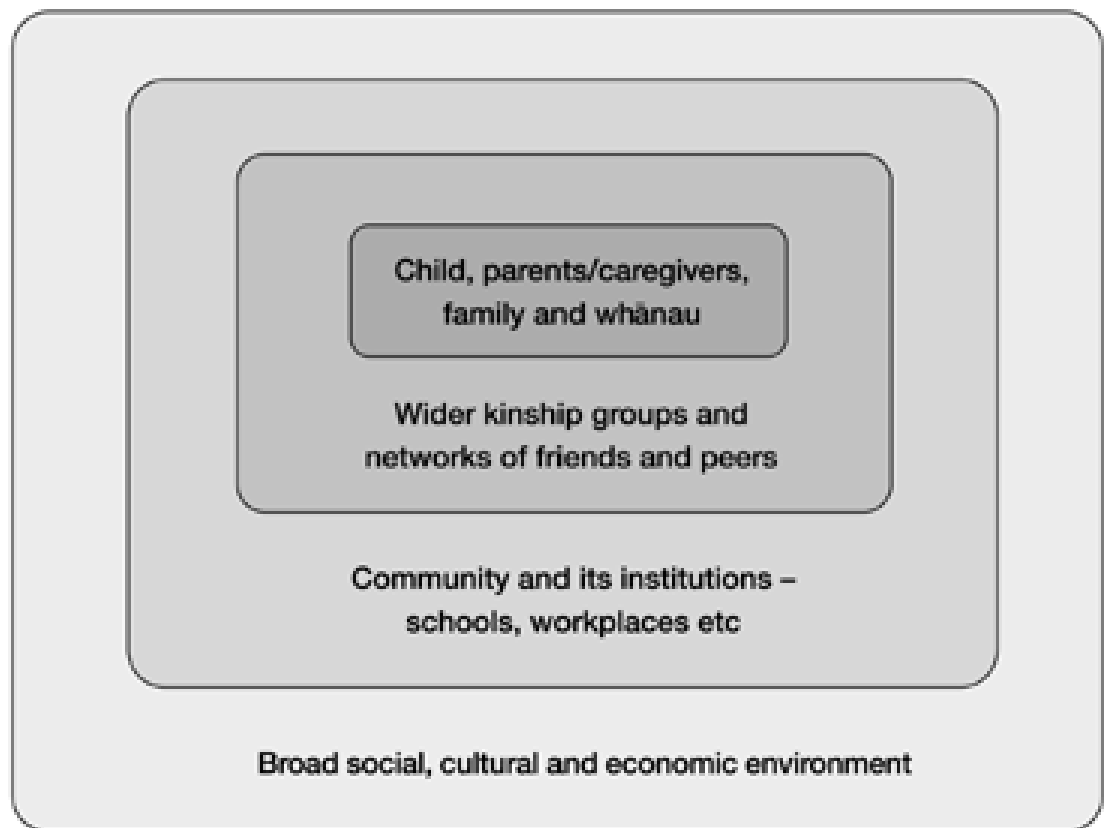 Child, parents/caregivers,
family and whānau
Wider kinship groups and
networks of friends and peers
Community and its institutions –
schools, workplaces etc
Broad social, cultural and economic environment